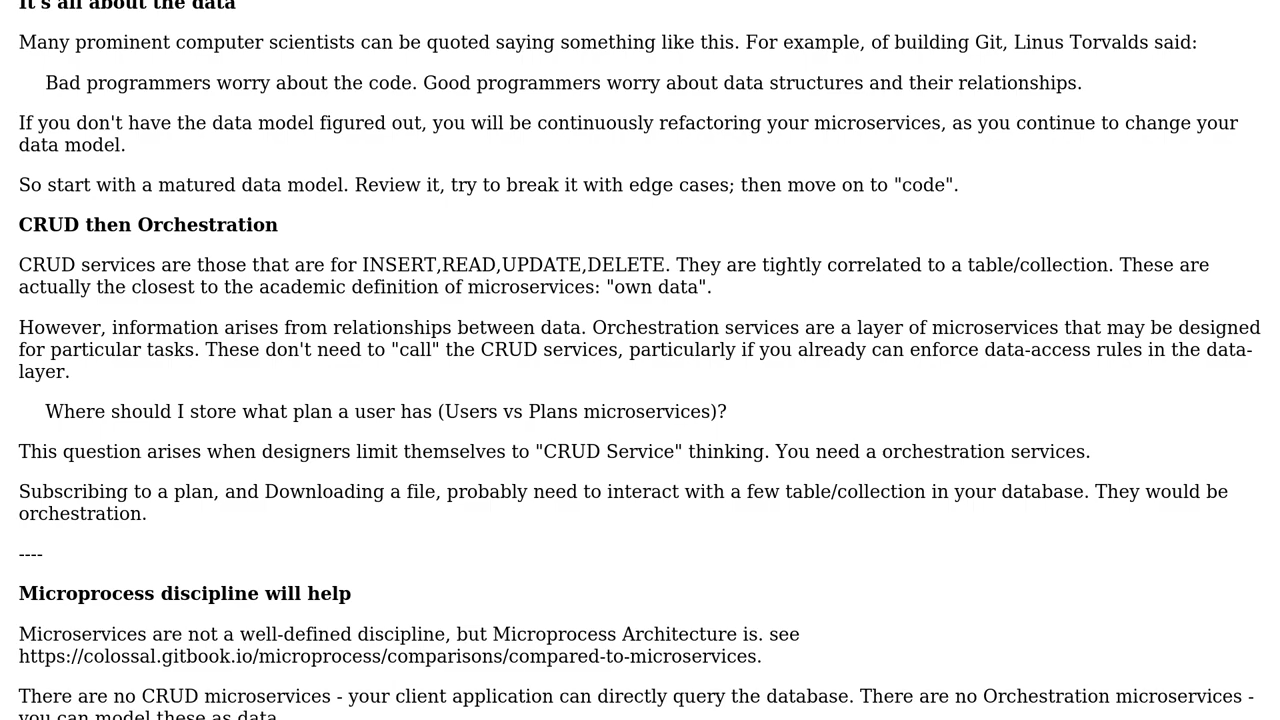 It's all about the data
Many prominent computer scientists can be quoted saying something like this. For example, of building Git, Linus Torvalds said:
Bad programmers worry about the code. Good programmers worry about data structures and their relationships.
If you don't have the data model figured out, you will be continuously refactoring your microservices, as you continue to change your
data model.
So start with a matured data model. Review it, try to break it with edge cases; then move on to "code".
CRUD then Orchestration
CRUD services are those that are for INSERT,READ,UPDATE,DELETE. They are tightly correlated to a table/collection. These are
actually the closest to the academic definition of microservices: "own data".
However, information arises from relationships between data. Orchestration services are a layer of microservices that may be designed
for particular tasks. These don't need to "call" the CRUD services, particularly if you already can enforce data-access rules in the data-
layer.
Where should I store what plan a user has (Users vs Plans microservices)?
This question arises when designers limit themselves to "CRUD Service" thinking. You need a orchestration services.
Subscribing to a plan, and Downloading a file, probably need to interact with a few table/collection in your database. They would be
orchestration.
----
Microprocess discipline will help
Microservices are not a well-defined discipline, but Microprocess Architecture is. see
https://colossal.gitbook.io/microprocess/comparisons/compared-to-microservices.
There are no CRUD microservices - your client application can directly query the database. There are no Orchestration microservices -
you can model these as data.